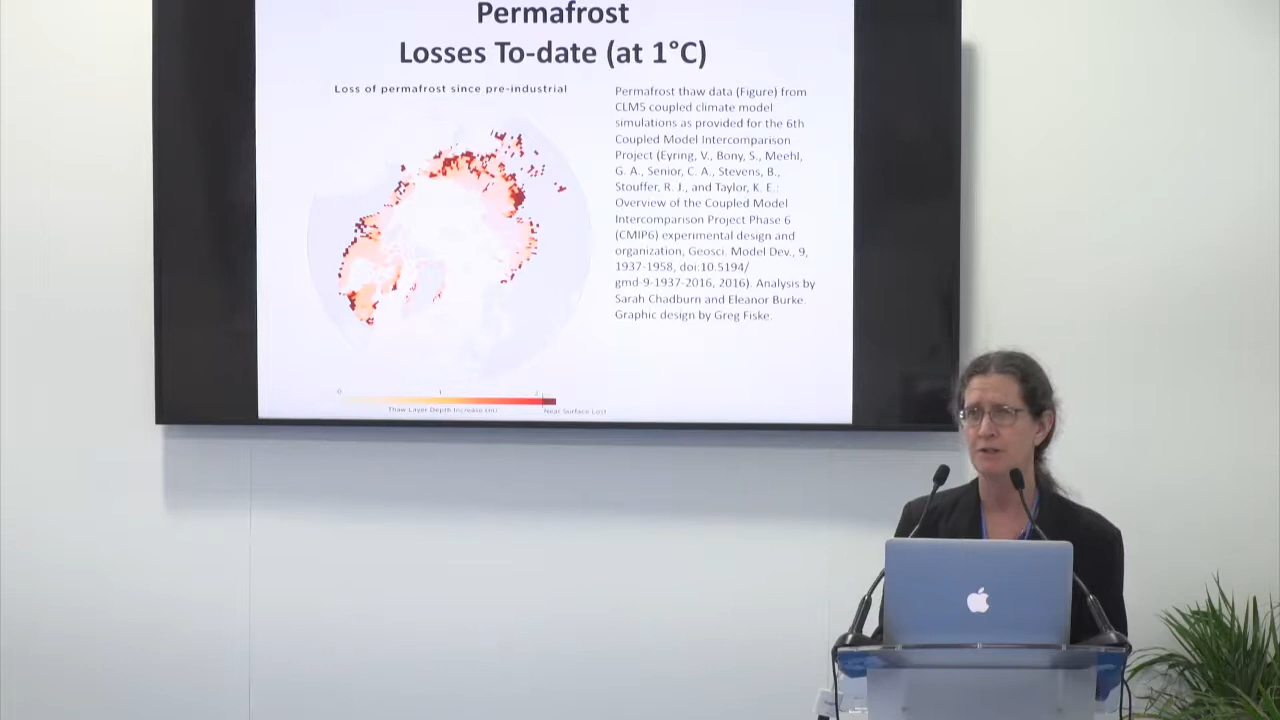 Permafrost
Losses To-date (at 1°C)
Loss of permafrost since pre-industrial
Permafrost thaw data (Figure) from
CLM5 coupled climate model
simulations as provided for the 6th
Coupled Model Intercomparison
Project (Eyring, V., Bony, S., Meehl,
G. A., Senior, C. A., Stevens, B.,
Stouffer, R. J., and Taylor, K. E.:
Overview of the Coupled Model
Intercomparison Project Phase 6
(CMIP6) experimental design and
organization, Geosci. Model Dev., 9,
1937-1958, doi:10.5194/
gmd-9-1937-2016, 2016). Analysis by
Sarah Chadburn and Eleanor Burke.
Graphic design by Greg Fiske.
0 1 2
Thaw Layer Depth Increase (m) Near Surface Lost